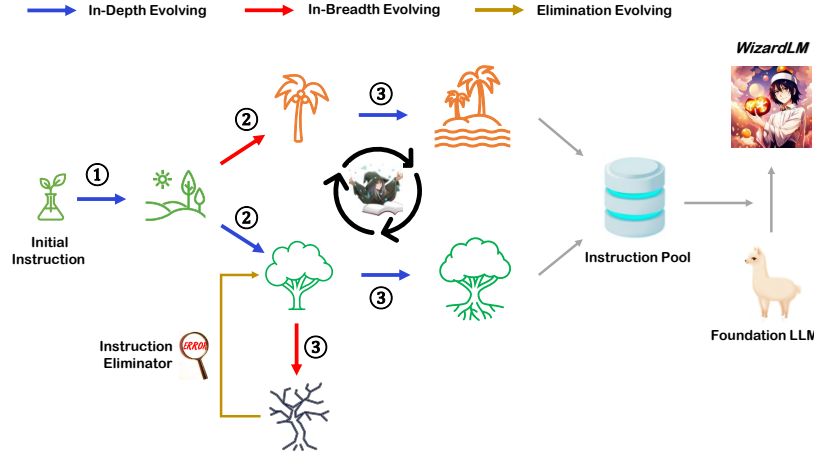 In-Depth Evolving
In-Breadth Evolving
Elimination Evolving
WizardLM
①
②
③
②
③
③
Initial
Instruction
Instruction Pool
Instruction
Eliminator
ERROR
Foundation LLM